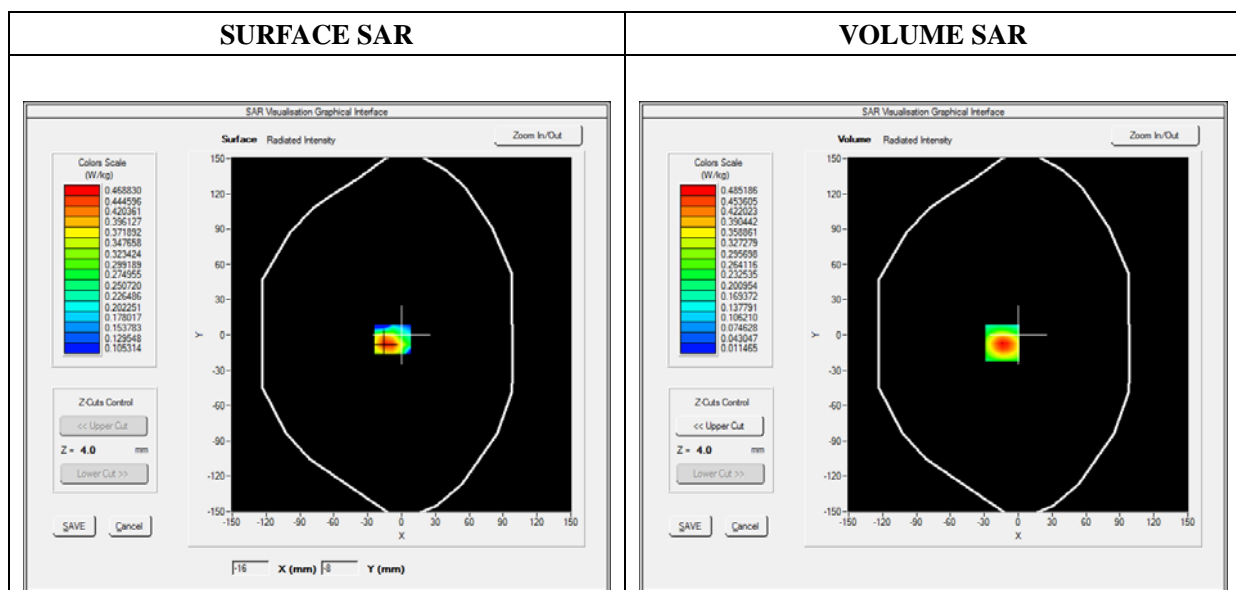 SURFACE SAR
VOLUME SAR
SAR Visualisation Graphical Interface
Surface Radiated Intensity
Zoom In/Out
Colors Scale
(W/kg)
0.468830
0.444596
0.420361
0.396127
0.371892
0.347658
0.323424
0.299189
0.274955
0.250720
0.226486
0.202251
0.178017
0.153783
0.129548
0.105314
150
120
90
60
30
0
-30
-60
-90
-120
-150
Y
-150 -120 -90 -60 -30 0 30 60 90 120 150
X
Z-Cuts Control
<< Upper Cut
Z = 4.0 mm
Lower Cut >>
SAVE Cancel
-16 X (mm) -8 Y (mm)
SAR Visualisation Graphical Interface
Volume Radiated Intensity
Zoom In/Out
Colors Scale
(W/kg)
0.485186
0.453605
0.422023
0.390442
0.358861
0.327279
0.295698
0.264116
0.232535
0.200954
0.169372
0.137791
0.106210
0.074628
0.043047
0.011465
150
120
90
60
30
0
-30
-60
-90
-120
-150
Y
-150 -120 -90 -60 -30 0 30 60 90 120 150
X
Z-Cuts Control
<< Upper Cut
Z = 4.0 mm
Lower Cut >>
SAVE Cancel